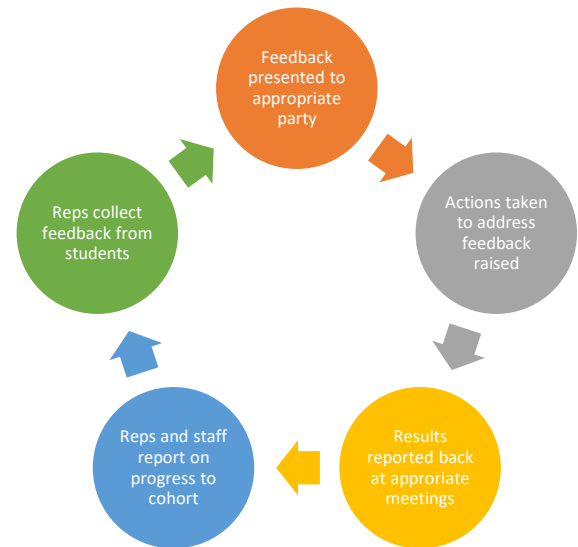 Feedback
presented to
appropriate
party
Actions taken
to address
feedback
raised
Results
reported back
at approriate
meetings
Reps and staff
report on
progress to
cohort
Reps collect
feedback from
students